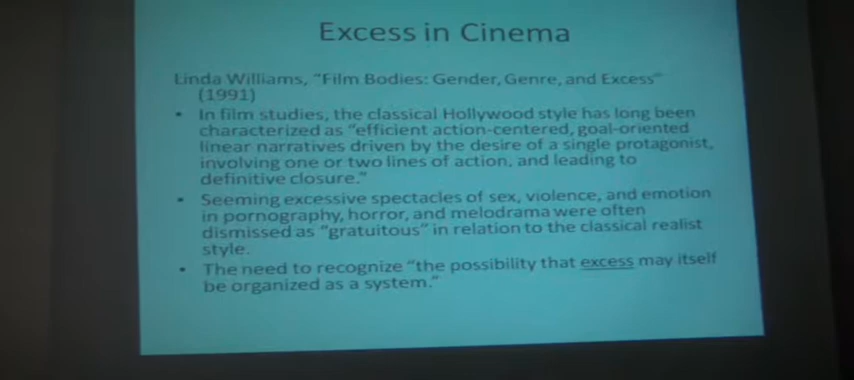 Excess in Cinema
Linda Williams, "Film Bodies: Gender, Genre, and Excess"
(1991)
• In film studies, the classical Hollywood style has long been
characterized as "efficient action-centered, goal-oriented
linear narratives driven by the desire of a single protagonist,
involving one or two lines of action, and leading to
definitive closure."
• Seeming excessive spectacles of sex, violence, and emotion
in pornography, horror, and melodrama were often
dismissed as "gratuitous" in relation to the classical realist
style.
• The need to recognize "the possibility that excess may itself
be organized as a system."